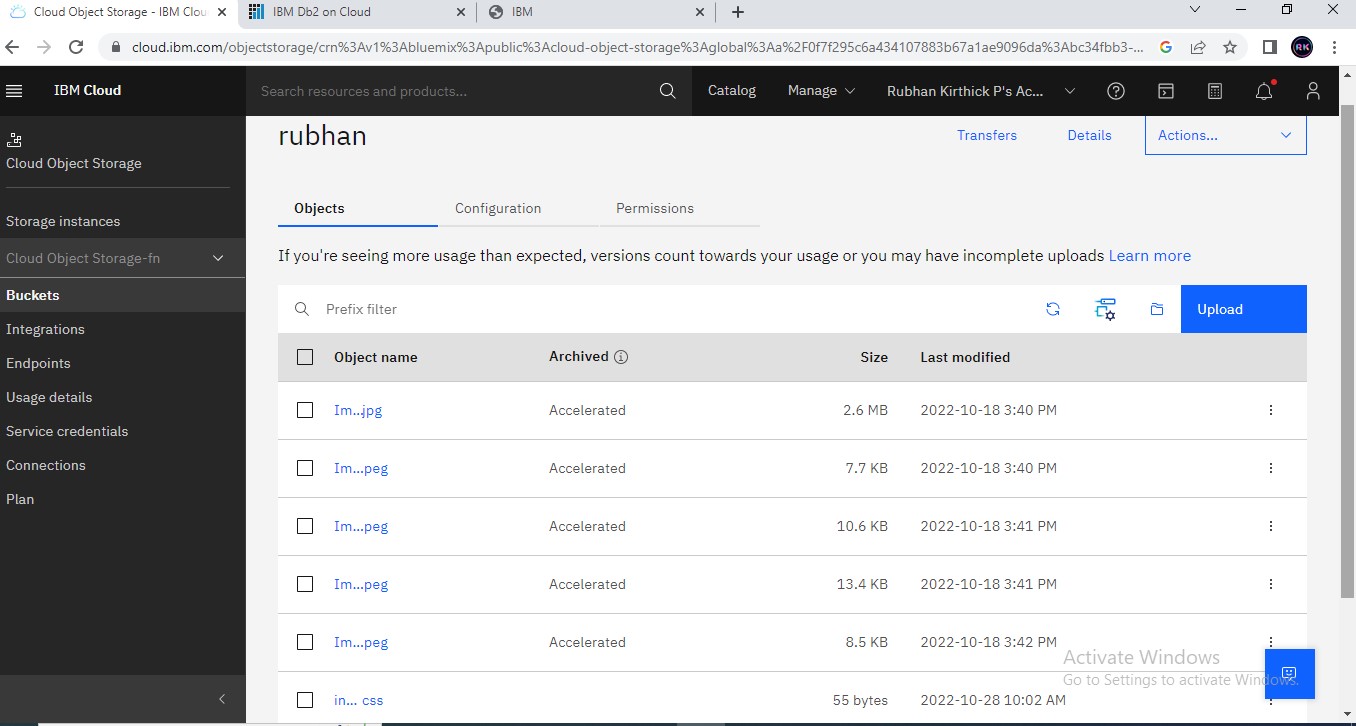 Cloud Object Storage - IBM Clou
IBM Db2 on Cloud
IBM
cloud.ibm.com/objectstorage/crn%3Av1%3Abluemix%3Apublic%3Acloud-object-storage%3Aglobal%3Aa%2F0f7f295c6a434107883b67a1ae9096da%3Abc34fbb3-...
RK
IBM Cloud
Search resources and products...
Catalog
Manage
Rubhan Kirthick P's Ac...
Cloud Object Storage
Storage instances
Cloud Object Storage-fn
Buckets
Integrations
Endpoints
Usage details
Service credentials
Connections
Plan
rubhan
Transfers
Details
Actions...
Objects
Configuration
Permissions
If you're seeing more usage than expected, versions count towards your usage or you may have incomplete uploads Learn more
Prefix filter
Upload
Object name Archived Size Last modified
Im...jpg Accelerated 2.6 MB 2022-10-18 3:40 PM
Im...peg Accelerated 7.7 KB 2022-10-18 3:40 PM
Im...peg Accelerated 10.6 KB 2022-10-18 3:41 PM
Im...peg Accelerated 13.4 KB 2022-10-18 3:41 PM
Im...peg Accelerated 8.5 KB 2022-10-18 3:42 PM
in... css 55 bytes 2022-10-28 10:02 AM
Activate Windows
Go to Settings to activate Windows.